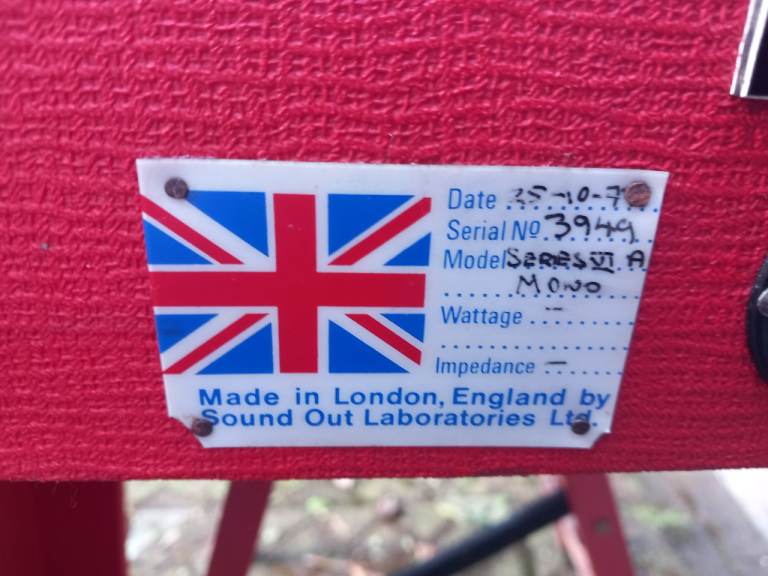 Date 25-10-7
Serial Nº 3949
Model SERIES VI A
MONO
Wattage -
Impedance -
Made in London, England by
Sound Out Laboratories Ltd.